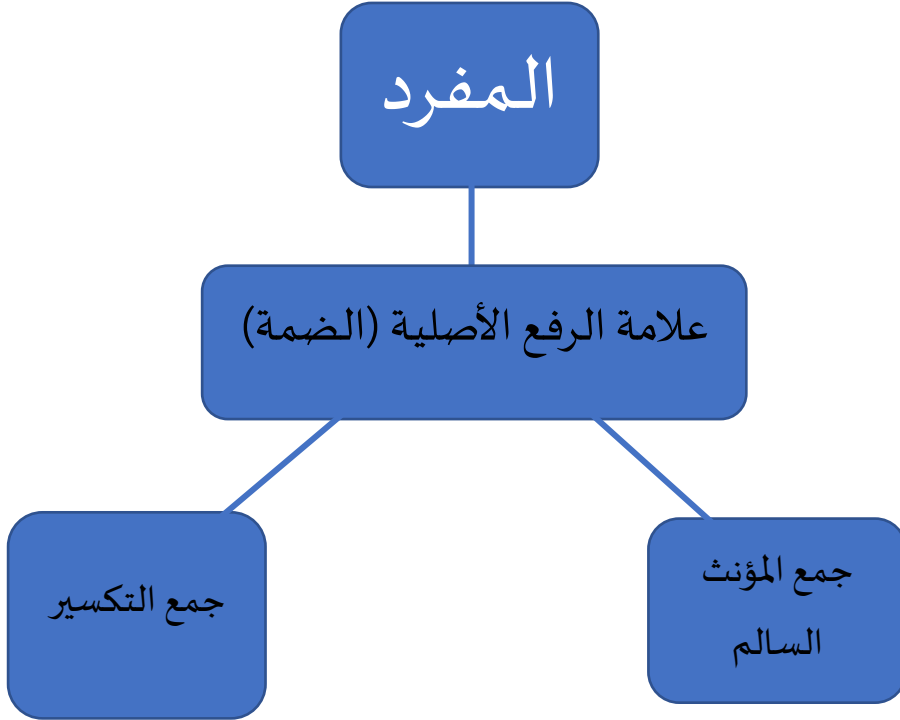 المفرد
علامة الرفع الأصلية (الضمة)
جمع المؤنث
السالم
جمع التكسير